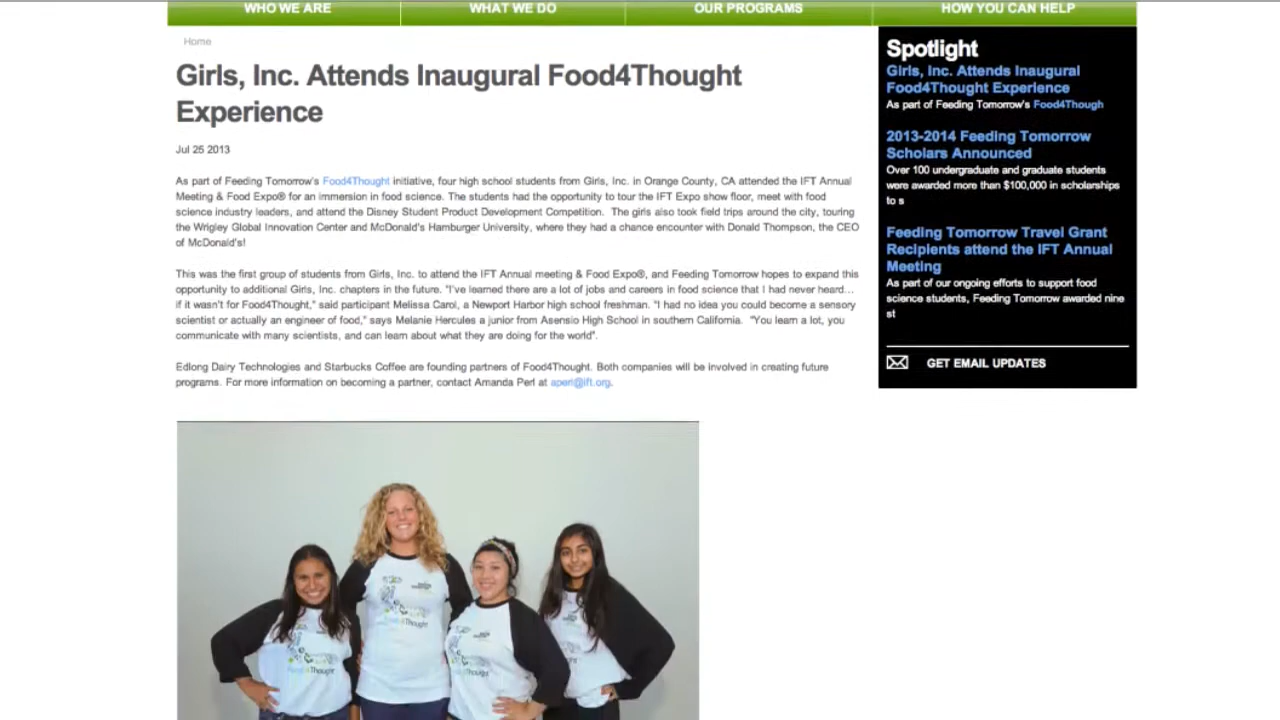 WHO WE ARE
WHAT WE DO
OUR PROGRAMS
HOW YOU CAN HELP
Home
Girls, Inc. Attends Inaugural Food4Thought
Experience
Jul 25 2013
As part of Feeding Tomorrow's Food4Thought initiative, four high school students from Girls, Inc. in Orange County, CA attended the IFT Annual
Meeting & Food Expo® for an immersion in food science. The students had the opportunity to tour the IFT Expo show floor, meet with food
science industry leaders, and attend the Disney Student Product Development Competition. The girls also took field trips around the city, touring
the Wrigley Global Innovation Center and McDonald's Hamburger University, where they had a chance encounter with Donald Thompson, the CEO
of McDonald's!
This was the first group of students from Girls, Inc. to attend the IFT Annual meeting & Food Expo®, and Feeding Tomorrow hopes to expand this
opportunity to additional Girls, Inc. chapters in the future. "I've learned there are a lot of jobs and careers in food science that I had never heard...
if it wasn't for Food4Thought," said participant Melissa Carol, a Newport Harbor high school freshman. "I had no idea you could become a sensory
scientist or actually an engineer of food," says Melanie Hercules a junior from Asensio High School in southern California. "You learn a lot, you
communicate with many scientists, and can learn about what they are doing for the world".
Edlong Dairy Technologies and Starbucks Coffee are founding partners of Food4Thought. Both companies will be involved in creating future
programs. For more information on becoming a partner, contact Amanda Perl at aperl@ift.org.
Spotlight
Girls, Inc. Attends Inaugural
Food4Thought Experience
As part of Feeding Tomorrow's Food4Though
2013-2014 Feeding Tomorrow
Scholars Announced
Over 100 undergraduate and graduate students
were awarded more than $100,000 in scholarships
to s
Feeding Tomorrow Travel Grant
Recipients attend the IFT Annual
Meeting
As part of our ongoing efforts to support food
science students, Feeding Tomorrow awarded nine
st
GET EMAIL UPDATES
Food4Thought
Food4Thought
Food4Thought